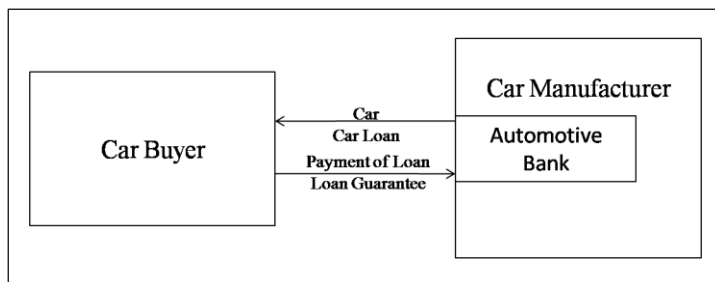 Car Manufacturer
Car
Car Loan
Car Buyer
Automotive
Bank
Payment of Loan
Loan Guarantee